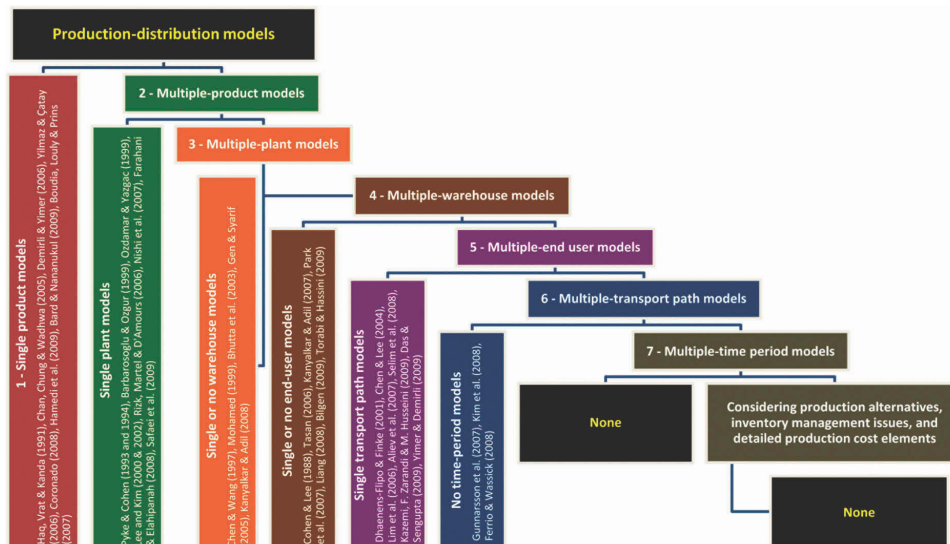 Production-distribution models
1 - Single product models
Haq, Vrat & Kanda (1991), Chan, Chung & Wadhwa (2005), Demirli & Yimer (2006), Yilmaz & Çatay
(2006), Coronado (2008), Hamedi et al. (2009), Bard & Nananukul (2009), Boudia, Louly & Prins
(2007)
2 - Multiple-product models
Single plant models
Pyke & Cohen (1993 and 1994), Barbarosoglu & Ozgur (1999), Ozdamar & Yazgac (1999),
Lee and Kim (2000 & 2002), Rizk, Martel & D'Amours (2006), Nishi et al. (2007), Farahani
& Elahipanah (2008), Safaei et al. (2009)
3 - Multiple-plant models
Single or no warehouse models
Chen & Wang (1997), Mohamed (1999), Bhutta et al. (2003), Gen & Syarif
(2005), Kanyalkar & Adil (2008)
4 - Multiple-warehouse models
Single or no end-user models
Cohen & Lee (1988), Tasan (2006), Kanyalkar & Adil (2007), Park
et al. (2007), Liang (2008), Bilgen (2009), Torabi & Hassini (2009)
5 - Multiple-end user models
Single transport path models
Dhaenens-Flipo & Finke (2001), Chen & Lee (2004),
Lim et al. (2006), Aliev et al. (2007), Selim et al. (2008),
Kazemi, F. Zarandi & M. Husseini (2009), Das &
Sengupta (2009), Yimer & Demirli (2009)
6 - Multiple-transport path models
No time-period models
Gunnarsson et al. (2007), Kim et al. (2008),
Ferrio & Wassick (2008)
7 - Multiple-time period models
None
Considering production alternatives,
inventory management issues, and
detailed production cost elements
None